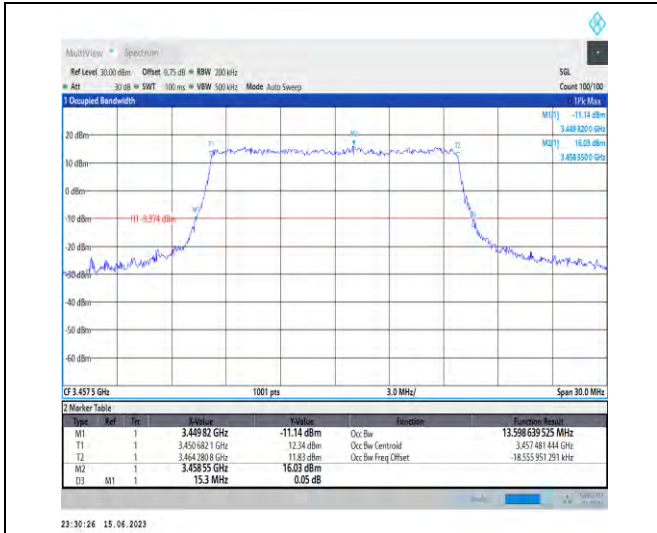 MultiView Spectrum
Ref Level 30.00 dBm Offset 9.75 dB RBW 200 kHz SGL
Att 30 dB SWT 100 ms VBW 500 kHz Mode Auto Sweep Count 100/100
1 Occupied Bandwidth 1Pk Max
M1[1] -11.14 dBm
3.449 820 0 GHz
M2[1] 16.03 dBm
3.458 550 0 GHz
20 dBm
T1
M2
T2
10 dBm
0 dBm
-10 dBm
H1 -9.974 dBm
M1
-20 dBm
-30 dBm
-40 dBm
-50 dBm
-60 dBm
CF 3.457 5 GHz 1001 pts 3.0 MHz/ Span 30.0 MHz
2 Marker Table
Type Ref Trc X-Value Y-Value Function Function Result
M1 1 3.449 82 GHz -11.14 dBm Occ Bw 13.598 639 525 MHz
T1 1 3.450 682 1 GHz 12.34 dBm Occ Bw Centroid 3.457 481 444 GHz
T2 1 3.464 280 8 GHz 11.83 dBm Occ Bw Freq Offset -18.555 951 291 kHz
M2 1 3.458 55 GHz 16.03 dBm
D3 M1 1 15.3 MHz 0.05 dB
23:30:26 15.06.2023